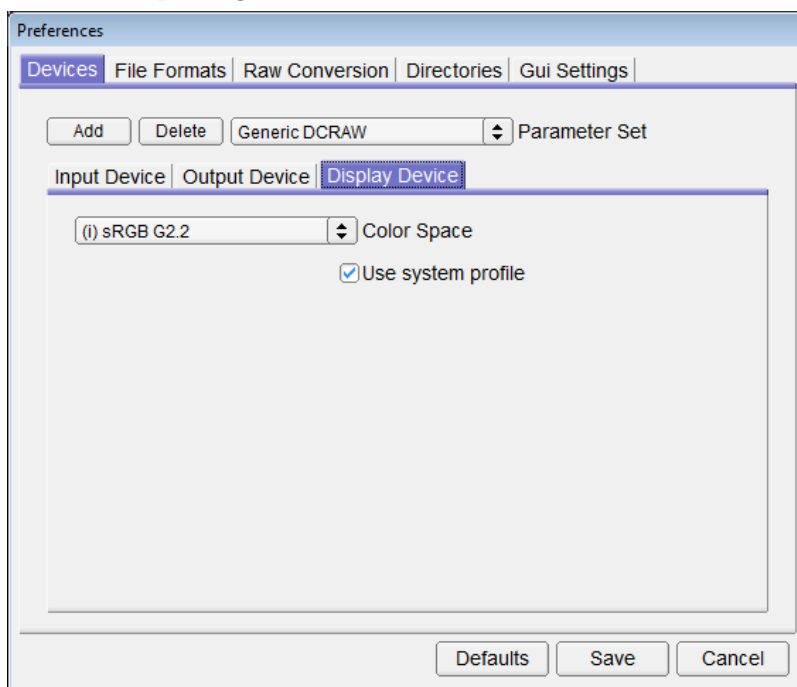 Preferences
Devices File Formats Raw Conversion Directories Gui Settings
Add Delete Generic DCRAW Parameter Set
Input Device Output Device Display Device
(i) sRGB G2.2 Color Space
Use system profile
Defaults Save Cancel